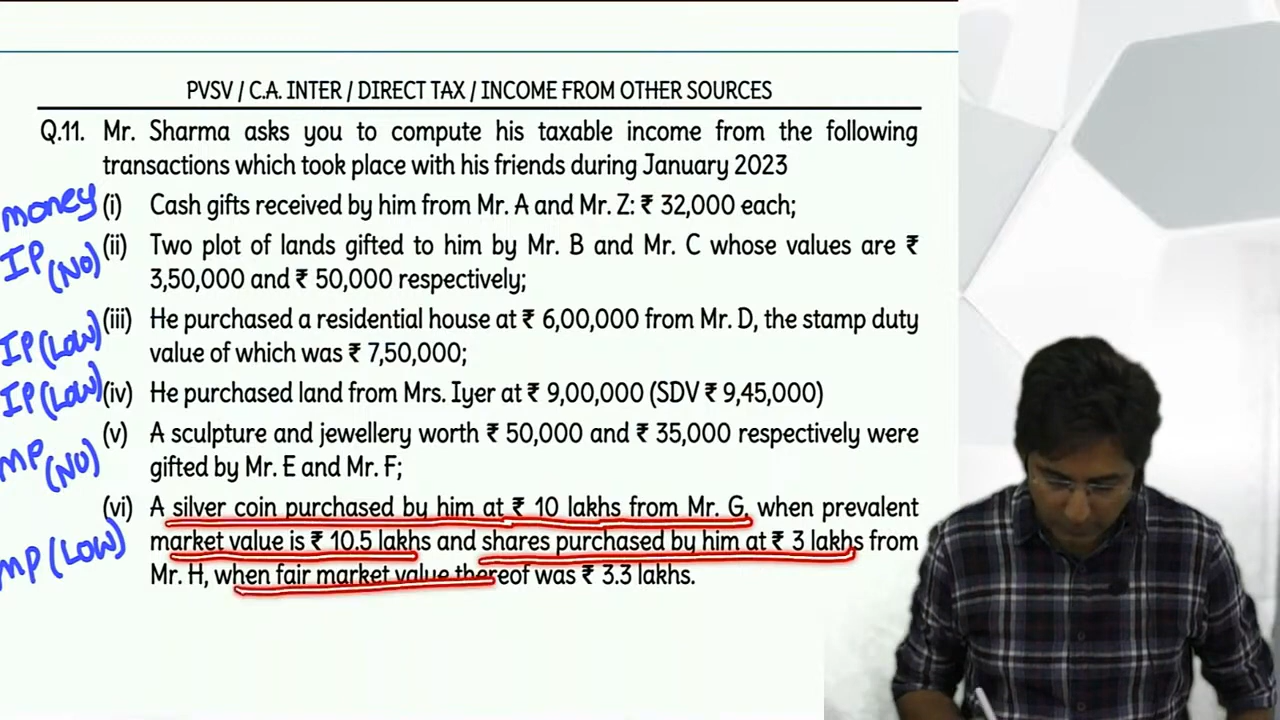 PVSV / C.A. INTER / DIRECT TAX / INCOME FROM OTHER SOURCES
Q.11. Mr. Sharma asks you to compute his taxable income from the following
transactions which took place with his friends during January 2023
money (i) Cash gifts received by him from Mr. A and Mr. Z: ₹ 32,000 each;
IP (NO) (ii) Two plot of lands gifted to him by Mr. B and Mr. C whose values are ₹
3,50,000 and ₹ 50,000 respectively;
IP (LOW) (iii) He purchased a residential house at ₹ 6,00,000 from Mr. D, the stamp duty
value of which was ₹ 7,50,000;
IP (LOW) (iv) He purchased land from Mrs. Iyer at ₹ 9,00,000 (SDV ₹ 9,45,000)
MP (NO) (v) A sculpture and jewellery worth ₹ 50,000 and ₹ 35,000 respectively were
gifted by Mr. E and Mr. F;
MP (LOW) (vi) A silver coin purchased by him at ₹ 10 lakhs from Mr. G, when prevalent
market value is ₹ 10.5 lakhs and shares purchased by him at ₹ 3 lakhs from
Mr. H, when fair market value thereof was ₹ 3.3 lakhs.